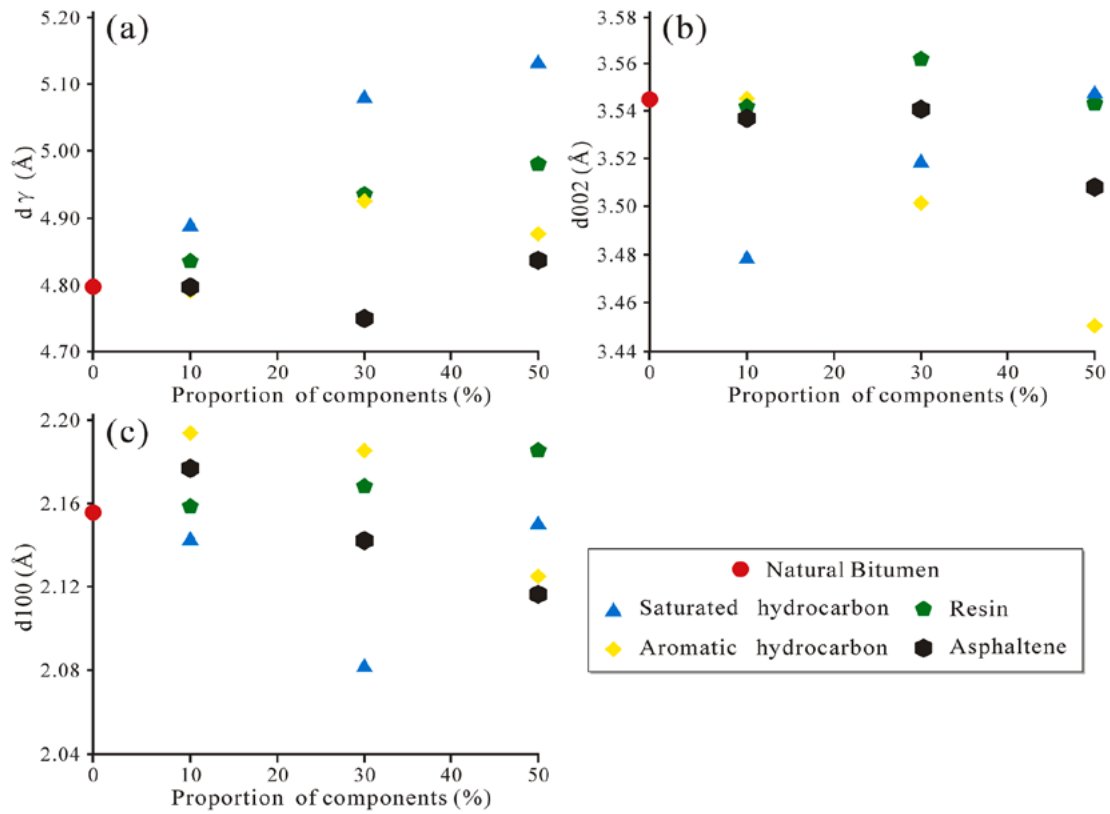 (a)
5.20
5.10
5.00
4.90
4.80
4.70
dγ (Å)
0 10 20 30 40 50
Proportion of components (%)
(b)
3.58
3.56
3.54
3.52
3.50
3.48
3.46
3.44
d002 (Å)
0 10 20 30 40 50
Proportion of components (%)
(c)
2.20
2.16
2.12
2.08
2.04
d100 (Å)
0 10 20 30 40 50
Proportion of components (%)
Natural Bitumen
Saturated hydrocarbon Resin
Aromatic hydrocarbon Asphaltene